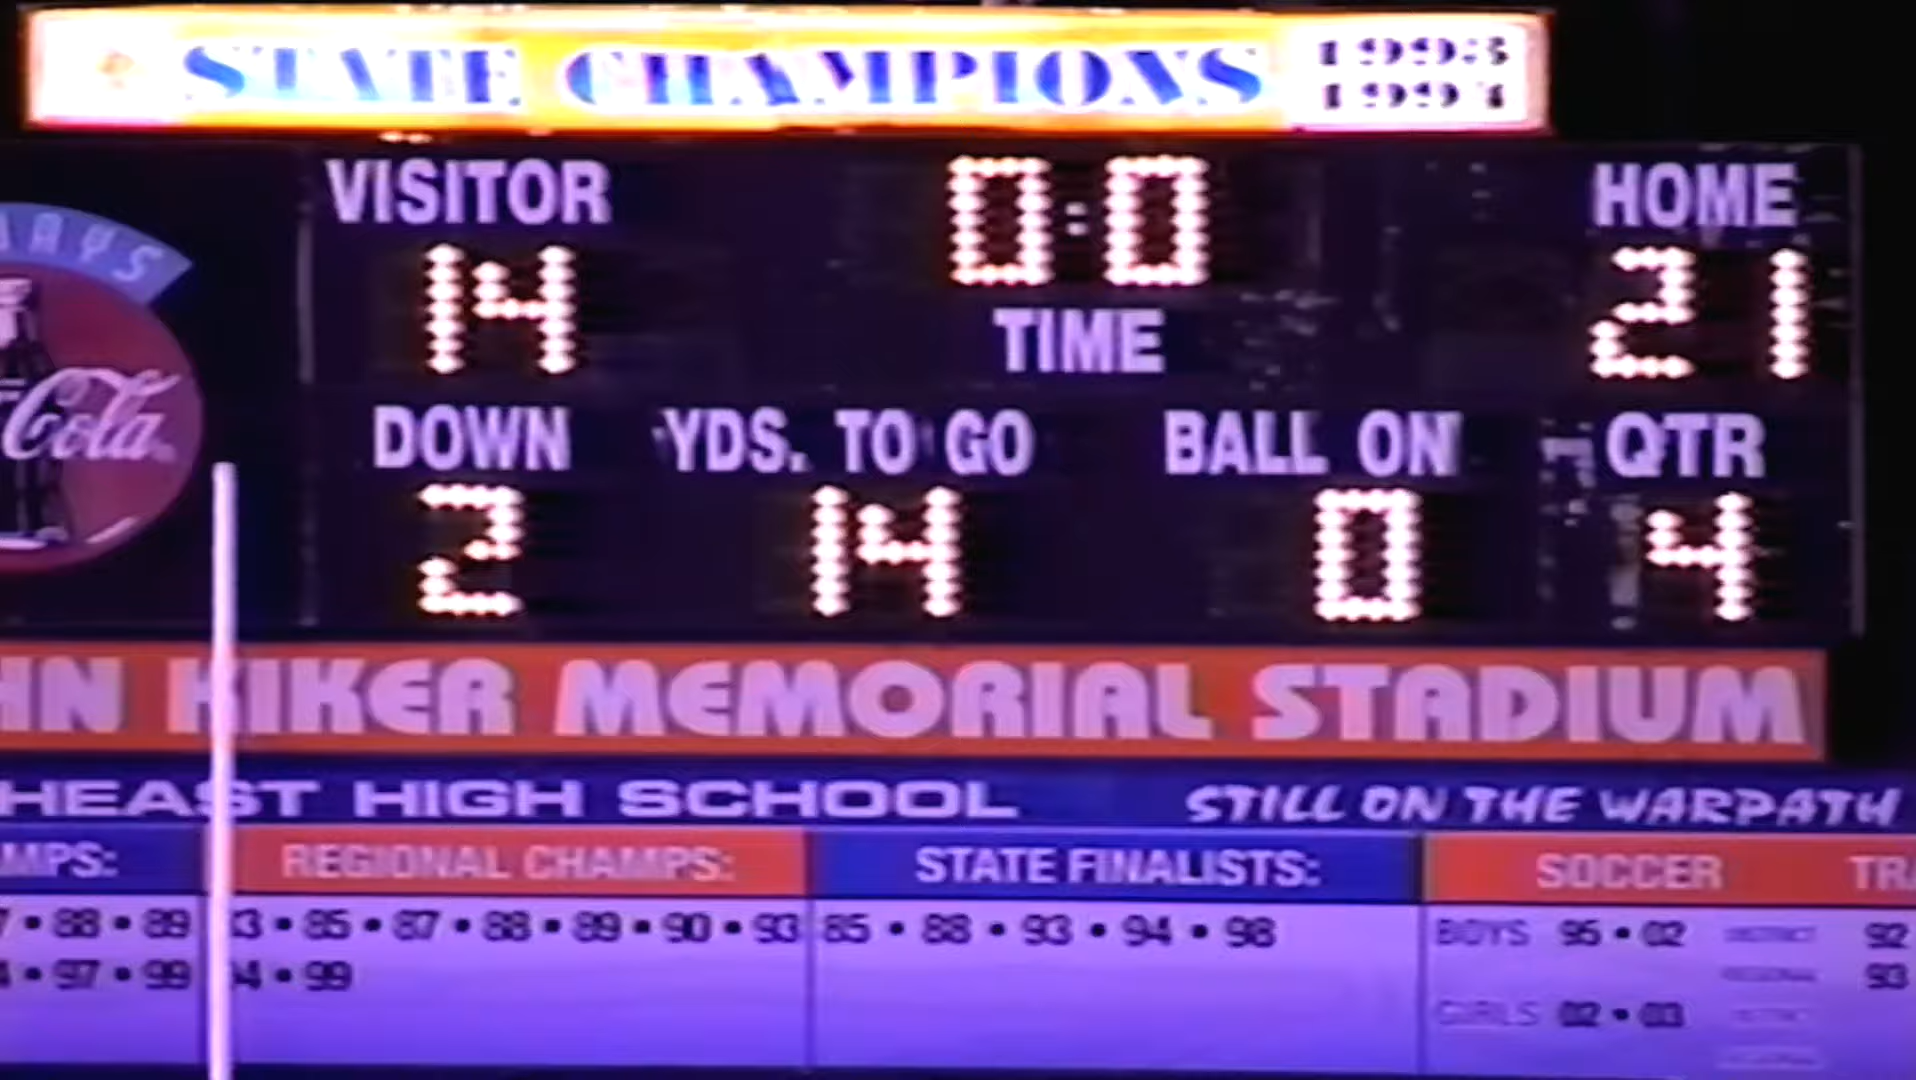 STATE CHAMPIONS
1993
1994
VISITOR
0:0
HOME
14
TIME
21
DOWN
YDS. TO GO
BALL ON
QTR
2
14
0
4
Cola
KIKER MEMORIAL STADIUM
HIGH SCHOOL
STILL ON THE WARPATH
REGIONAL CHAMPS:
STATE FINALISTS:
SOCCER
• 88 • 89
• 85 • 87 • 88 • 89 • 90 • 93
85 • 88 • 93 • 94 • 98
BOYS 95 • 02
92
• 97 • 99
• 99
93
GIRLS 02 • 03